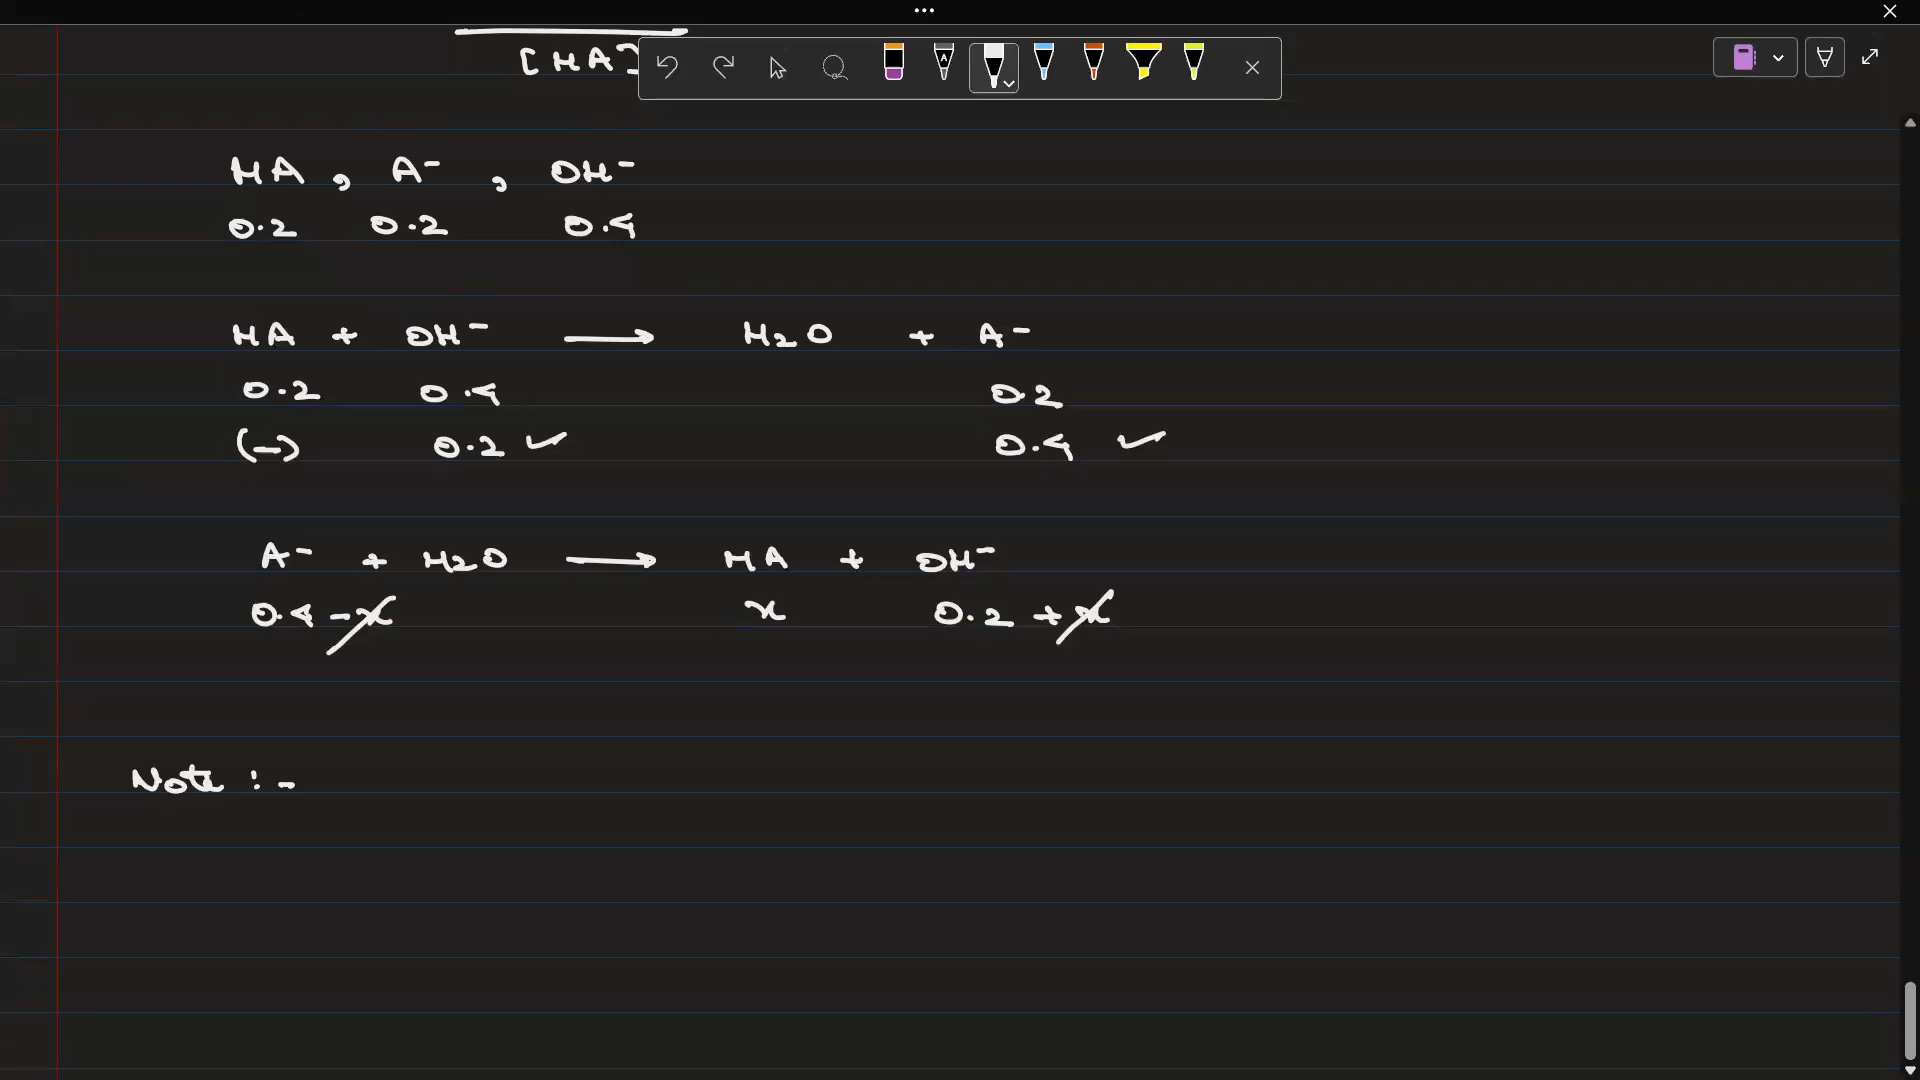 [HA]
HA , A⁻ , OH⁻
0.2 0.2 0.4
HA + OH⁻ ⟶ H₂O + A⁻
0.2 0.4 0.2
(-) 0.2 ✓ 0.4 ✓
A⁻ + H₂O ⟶ HA + OH⁻
0.4 - x x 0.2 + x
Note : -